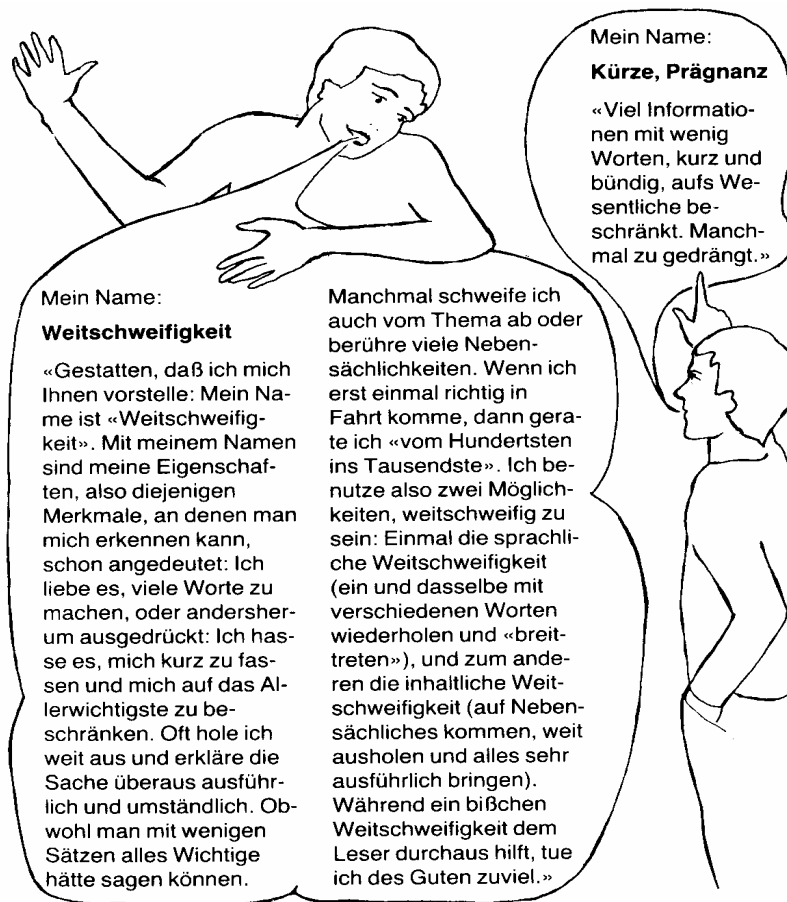 Mein Name:
Weitschweifigkeit
«Gestatten, daß ich mich
Ihnen vorstelle: Mein Na-
me ist «Weitschweifig-
keit». Mit meinem Namen
sind meine Eigenschaf-
ten, also diejenigen
Merkmale, an denen man
mich erkennen kann,
schon angedeutet: Ich
liebe es, viele Worte zu
machen, oder andersher-
um ausgedrückt: Ich has-
se es, mich kurz zu fas-
sen und mich auf das Al-
lerwichtigste zu be-
schränken. Oft hole ich
weit aus und erkläre die
Sache überaus ausführ-
lich und umständlich. Ob-
wohl man mit wenigen
Sätzen alles Wichtige
hätte sagen können.
Manchmal schweife ich
auch vom Thema ab oder
berühre viele Neben-
sächlichkeiten. Wenn ich
erst einmal richtig in
Fahrt komme, dann gera-
te ich «vom Hundertsten
ins Tausendste». Ich be-
nutze also zwei Möglich-
keiten, weitschweifig zu
sein: Einmal die sprachli-
che Weitschweifigkeit
(ein und dasselbe mit
verschiedenen Worten
wiederholen und «breit-
treten»), und zum ande-
ren die inhaltliche Weit-
schweifigkeit (auf Neben-
sächliches kommen, weit
ausholen und alles sehr
ausführlich bringen).
Während ein bißchen
Weitschweifigkeit dem
Leser durchaus hilft, tue
ich des Guten zuviel.»
Mein Name:
Kürze, Prägnanz
«Viel Informatio-
nen mit wenig
Worten, kurz und
bündig, aufs We-
sentliche be-
schränkt. Manch-
mal zu gedrängt.»